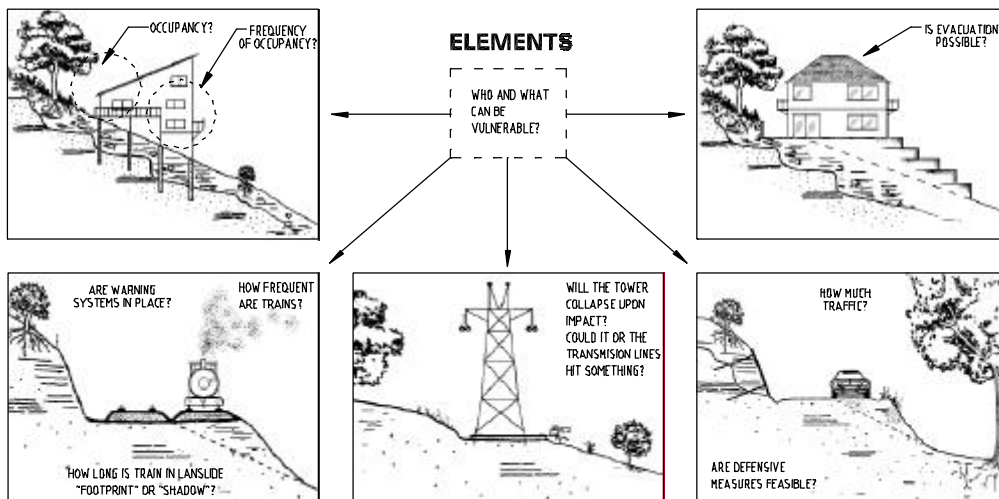 OCCUPANCY?
FREQUENCY
OF OCCUPANCY?
ELEMENTS
WHO AND WHAT
CAN BE
VULNERABLE?
IS EVACUATION
POSSIBLE?
ARE WARNING
SYSTEMS IN PLACE?
HOW FREQUENT
ARE TRAINS?
HOW LONG IS TRAIN IN LANSLIDE
"FOOTPRINT" OR "SHADOW"?
WILL THE TOWER
COLLAPSE UPON
IMPACT?
COULD IT OR THE
TRANSMISION LINES
HIT SOMETHING?
HOW MUCH
TRAFFIC?
ARE DEFENSIVE
MEASURES FEASIBLE?